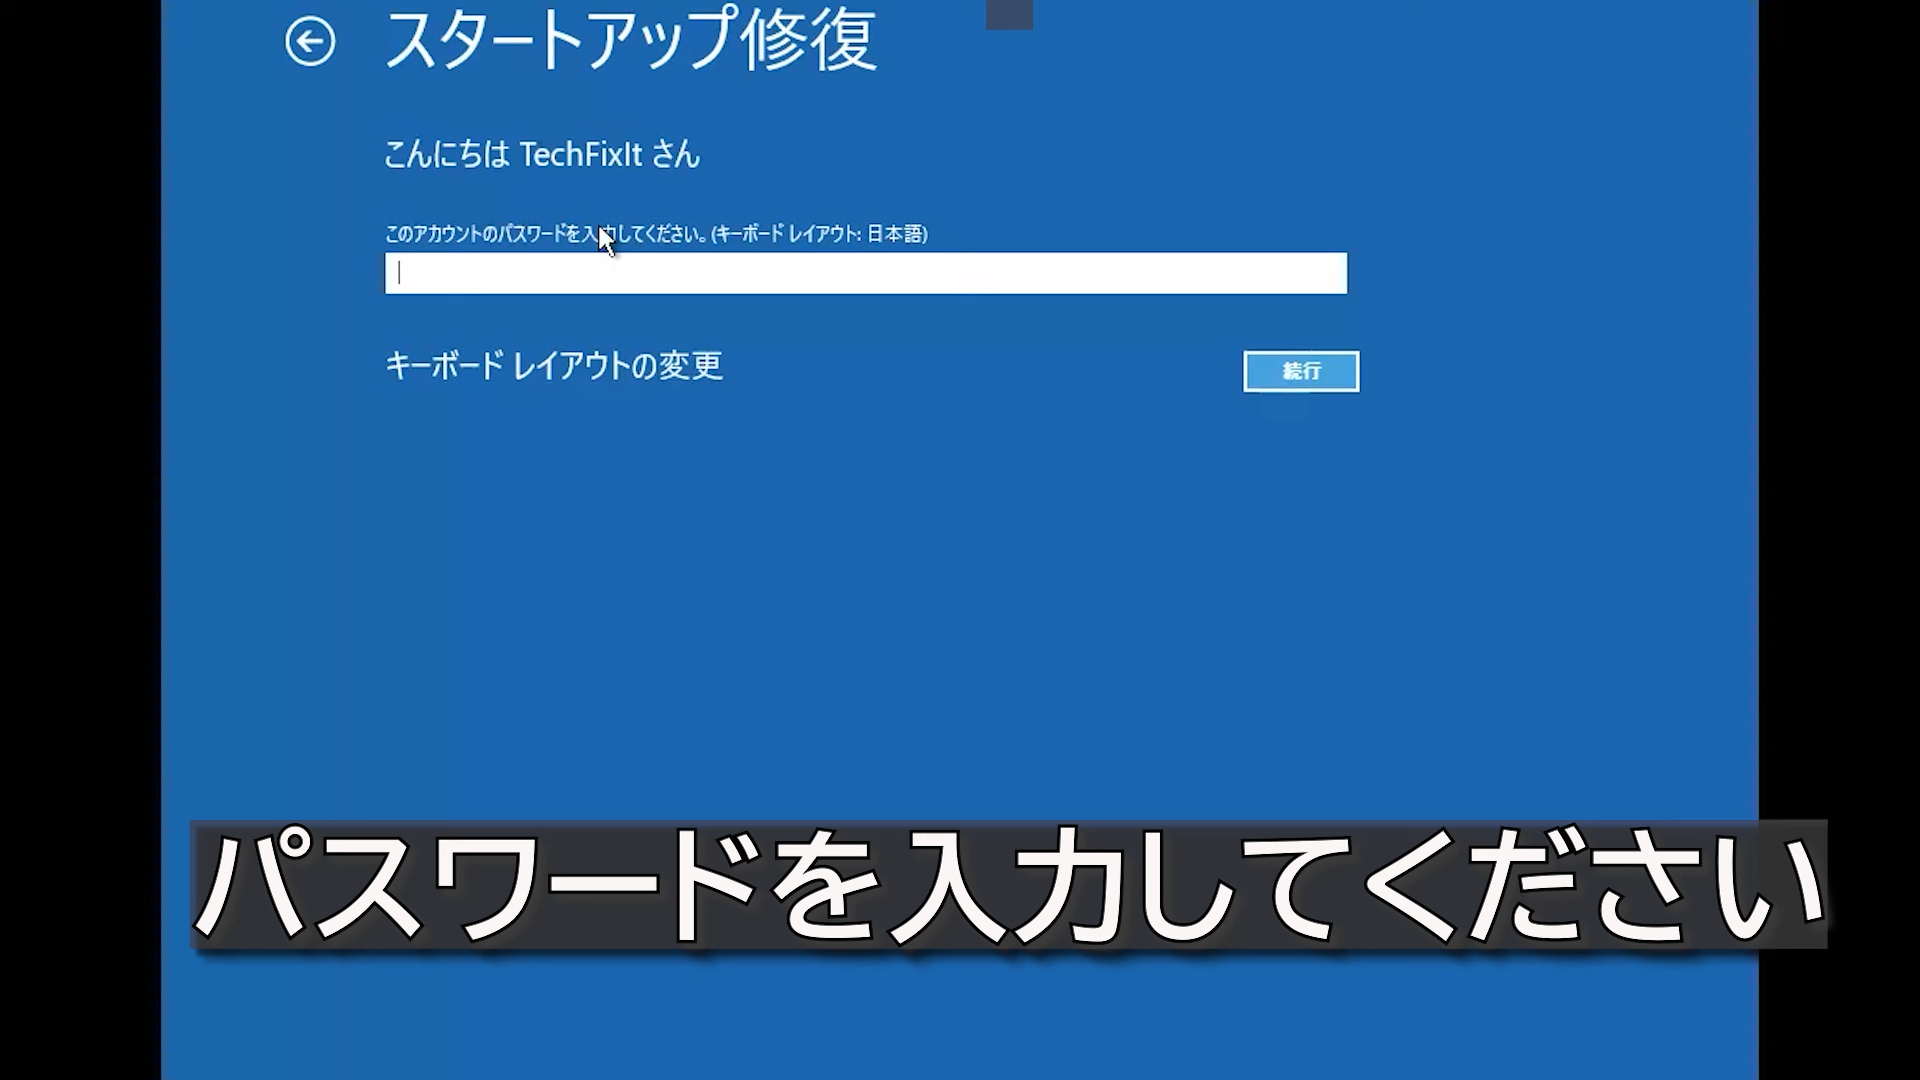 スタートアップ修復
こんにちは TechFixIt さん
このアカウントのパスワードを入力してください。(キーボード レイアウト: 日本語)
キーボード レイアウトの変更
続行
パスワードを入力してください